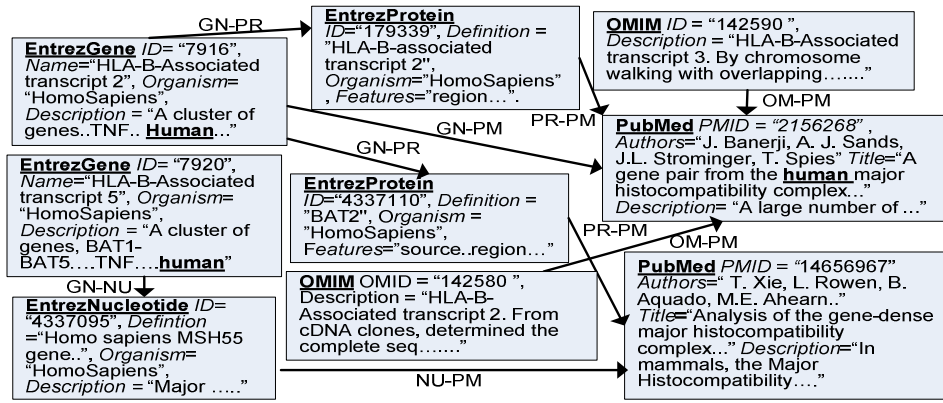 GN-PR
EntrezGene ID= “7916”,
Name=“HLA-B-Associated
transcript 2”, Organism=
“HomoSapiens”,
Description = “A cluster of
genes..TNF.. Human...”
EntrezProtein
ID=“179339”, Definition =
”HLA-B-associated
transcript 2",
Organism=“HomoSapiens”
, Features=”region...”.
OMIM ID = “142590”,
Description = “HLA-B-Associated
transcript 3. By chromosome
walking with overlapping…….”
PR-PM
OM-PM
GN-PM
GN-PR
PubMed PMID = “2156268” ,
Authors=“J. Banerji, A. J. Sands,
J.L. Strominger, T. Spies” Title=“A
gene pair from the human major
histocompatibility complex...”
Description= “A large number of ...”
EntrezGene ID= “7920”,
Name=“HLA-B-Associated
transcript 5”, Organism=
“HomoSapiens”,
Description = “A cluster of
genes, BAT1-
BAT5….TNF….human”
EntrezProtein
ID=“4337110”, Definition =
”BAT2", Organism =
“HomoSapiens”,
Features=”source..region...”
PR-PM
OM-PM
GN-NU
EntrezNucleotide ID=
“4337095”, Defintion
=“Homo sapiens MSH55
gene..”, Organism=
“HomoSapiens”,
Description = “Major …..”
OMIM OMID = “142580 ”,
Description = “HLA-B-
Associated transcript 2. From
cDNA clones, determined the
complete seq…….”
PubMed PMID = “14656967”
Authors=“ T. Xie, L. Rowen, B.
Aquado, M.E. Ahearn..”
Title=“Analysis of the gene-dense
major histocompatibility
complex...” Description=“In
mammals, the Major
Histocompatibility….”
NU-PM